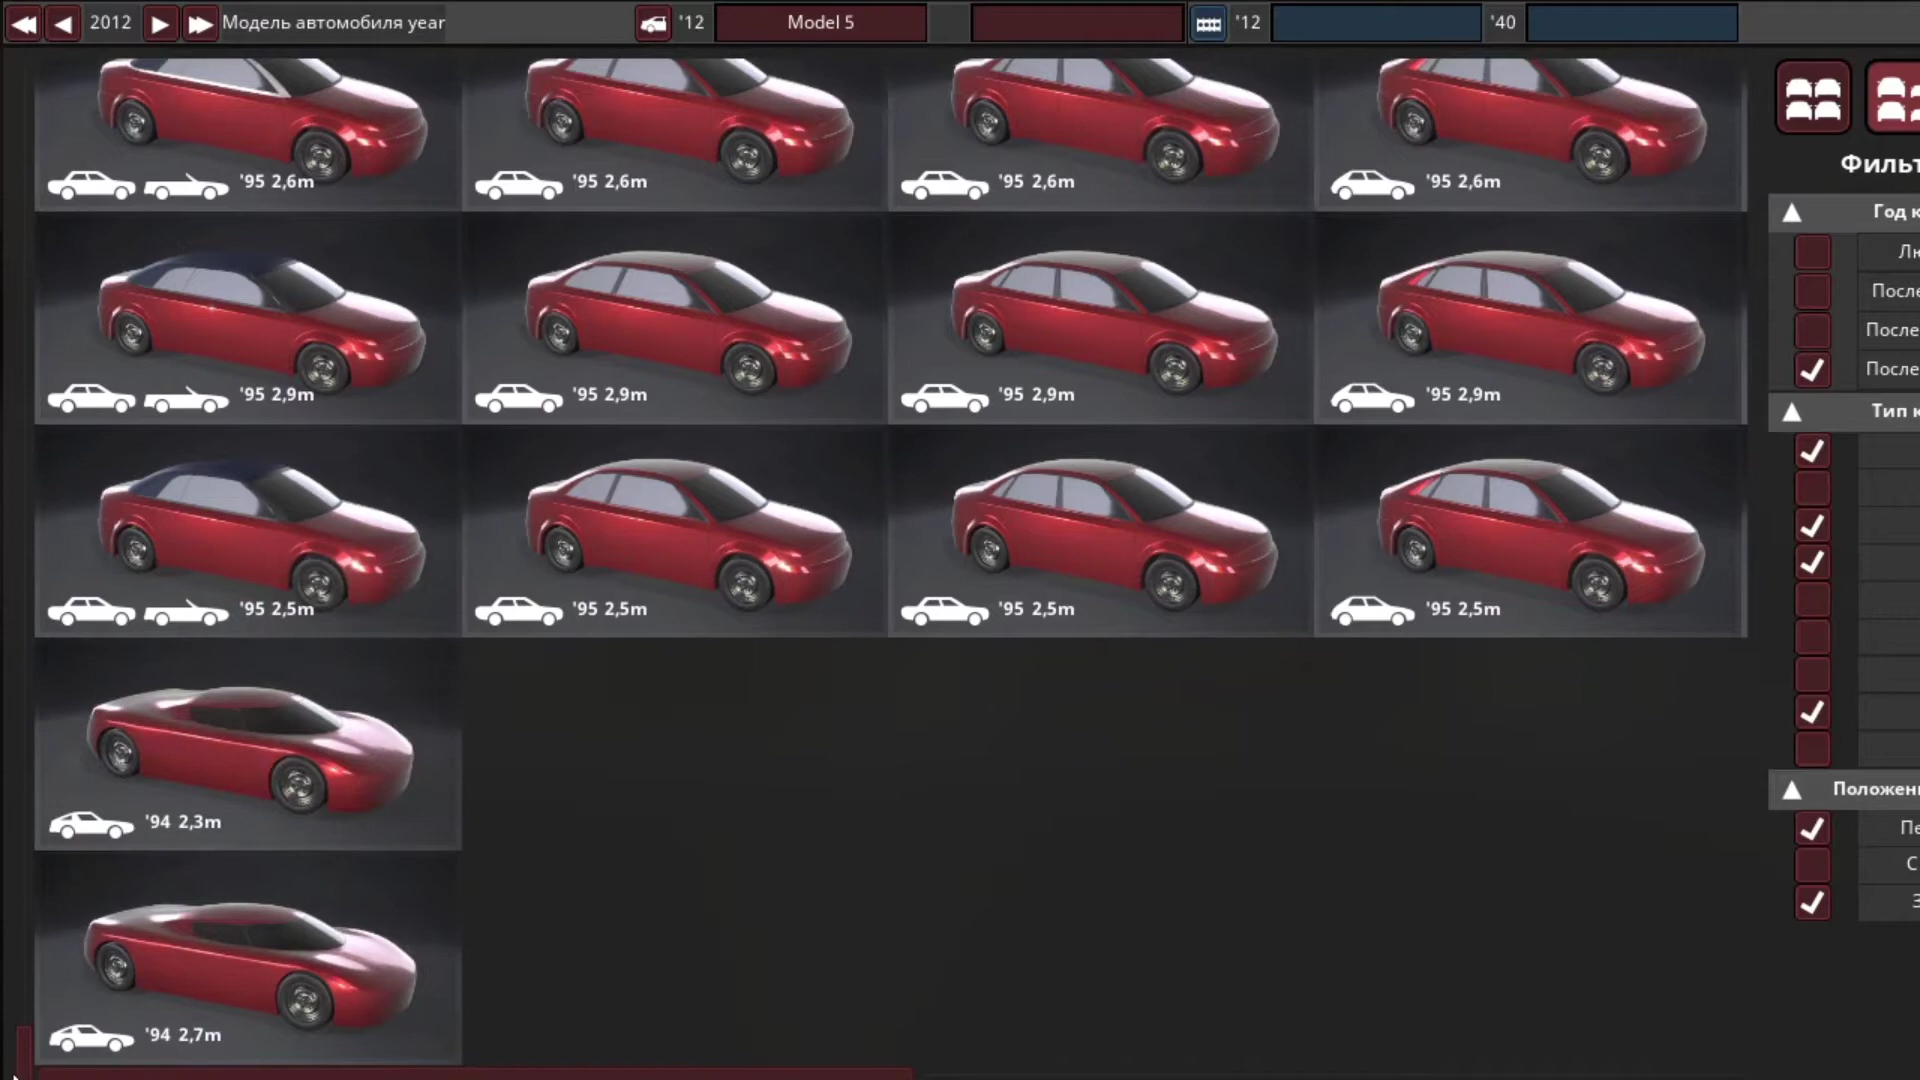 2012 Модель автомобиля year '12 Model 5 '12 '40
'95 2,6m '95 2,6m '95 2,6m '95 2,6m
Фильт
Год к
Лю
После
После
После
'95 2,9m '95 2,9m '95 2,9m '95 2,9m
Тип к
'95 2,5m '95 2,5m '95 2,5m '95 2,5m
Положени
Пе
С
З
'94 2,3m
'94 2,7m